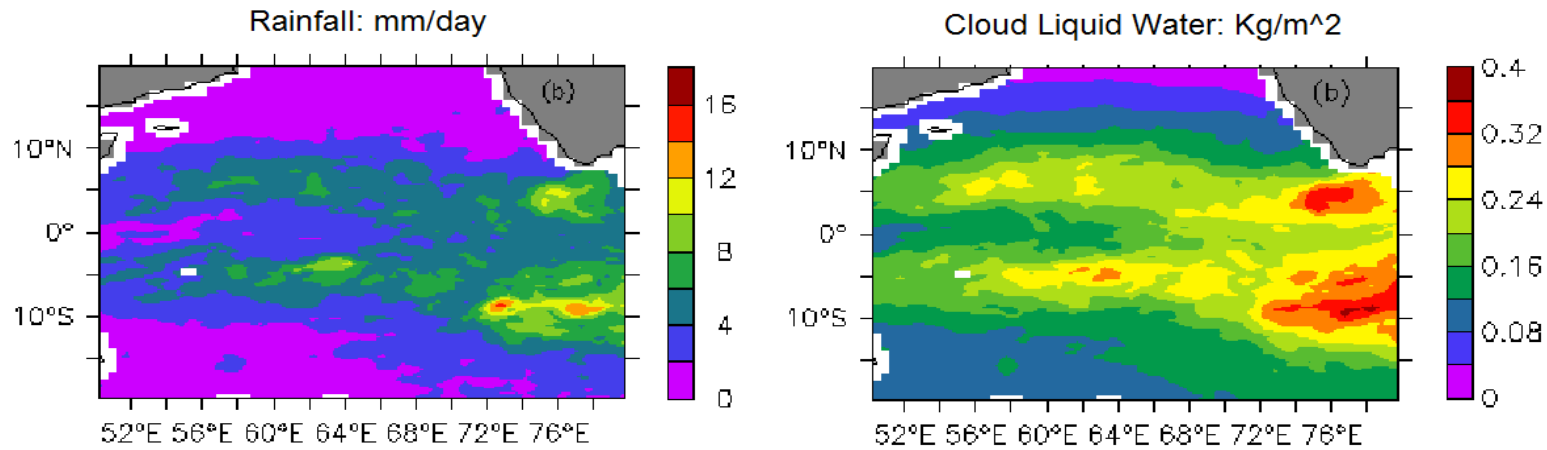 Rainfall: mm/day
(b)
10°N
0°
10°S
52°E 56°E 60°E 64°E 68°E 72°E 76°E
16
12
8
4
0
Cloud Liquid Water: Kg/m^2
(b)
10°N
0°
10°S
52°E 56°E 60°E 64°E 68°E 72°E 76°E
0.4
0.32
0.24
0.16
0.08
0